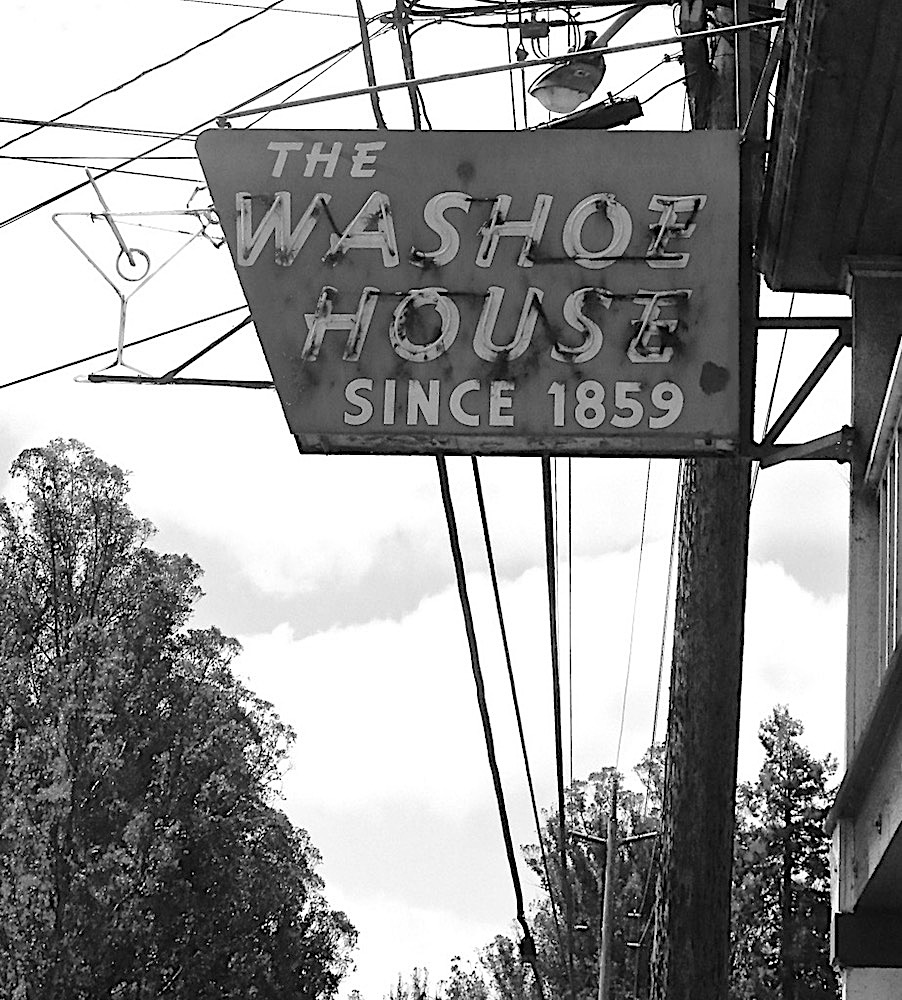 THE
WASHOE
HOUSE
SINCE 1859